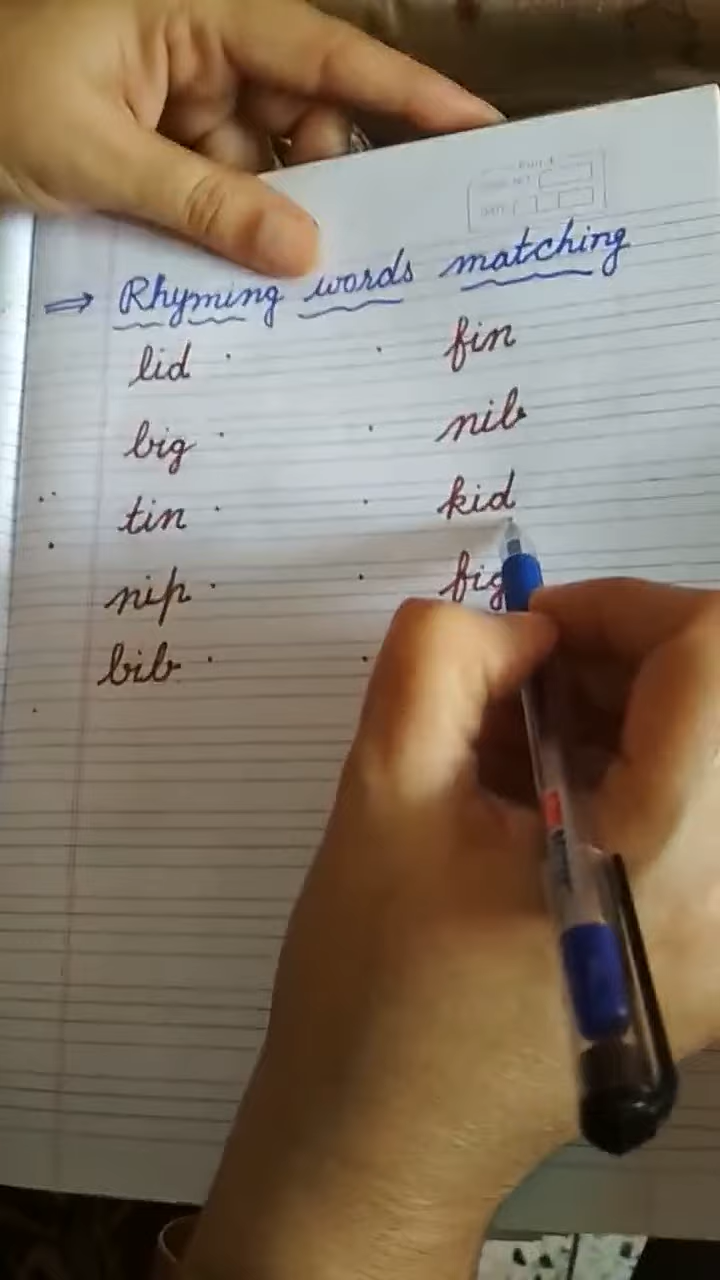 ⇒ Rhyming words matching
lid · · fin
big · · nib
tin · · kid
nip · · fig
bib · ·